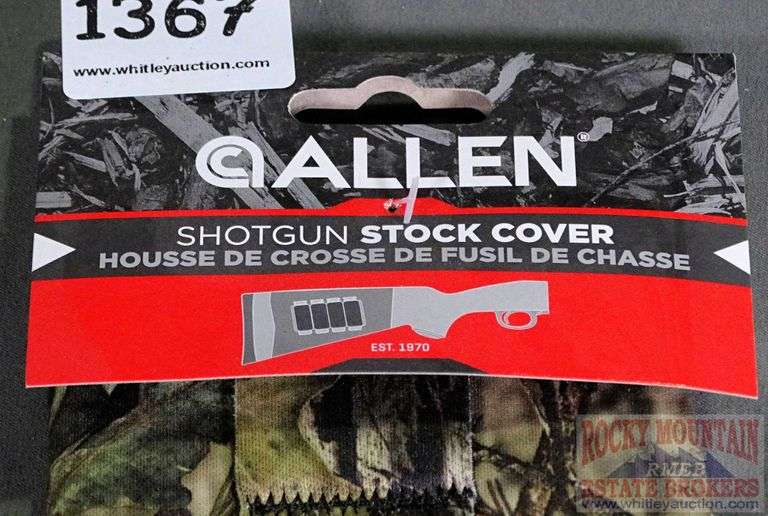 1367
www.whitleyauction.com
ALLEN®
SHOTGUN STOCK COVER
HOUSSE DE CROSSE DE FUSIL DE CHASSE
EST. 1970
ROCKY MOUNTAIN
RMEB
ESTATE BROKERS
www.whitleyauction.com